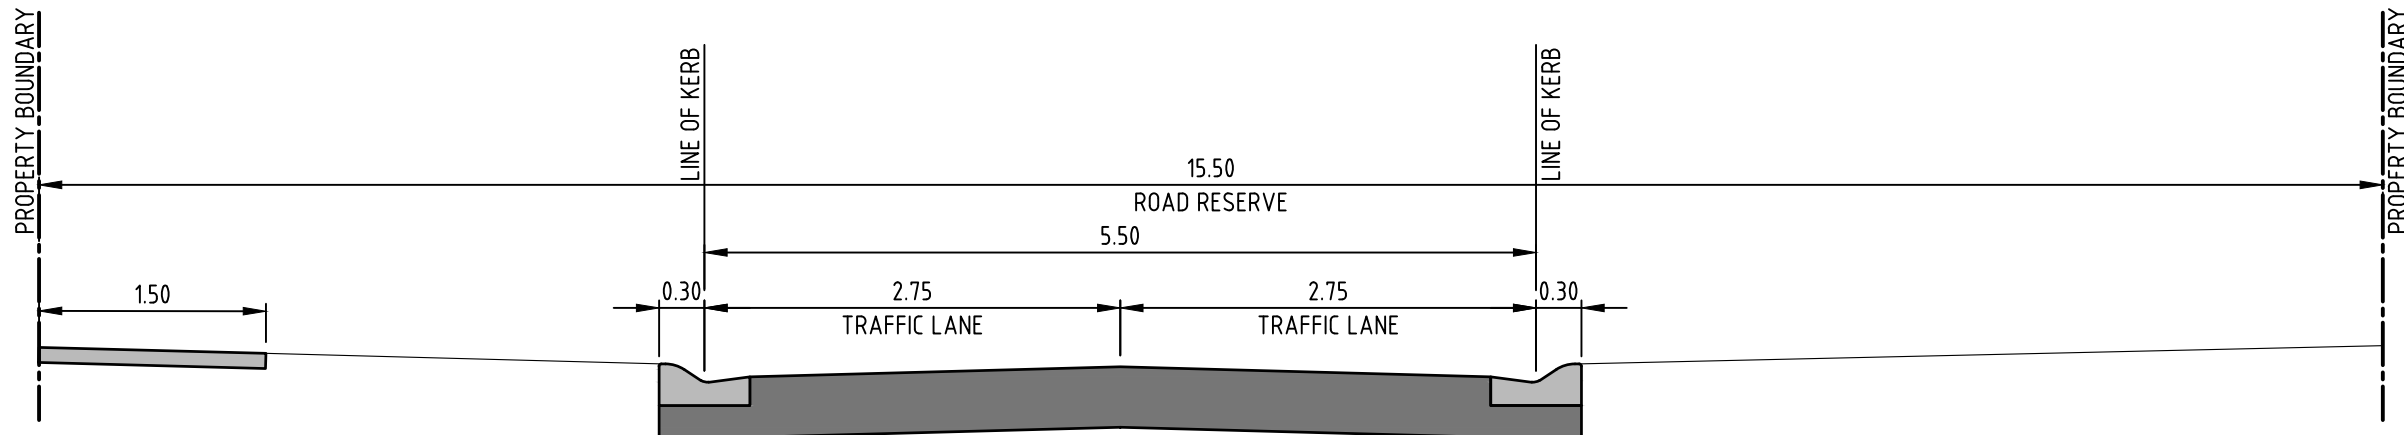 PROPERTY BOUNDARY
LINE OF KERB
LINE OF KERB
PROPERTY BOUNDARY
15.50
ROAD RESERVE
5.50
1.50
0.30
2.75
2.75
0.30
TRAFFIC LANE
TRAFFIC LANE